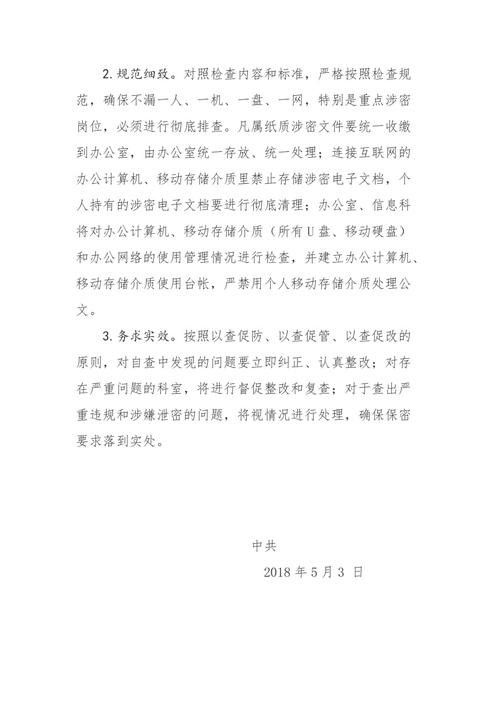 2.规范细致。对照检查内容和标准，严格按照检查规
范，确保不漏一人、一机、一盘、一网，特别是重点涉密
岗位，必须进行彻底排查。凡属纸质涉密文件要统一收缴
到办公室，由办公室统一存放、统一处理；连接互联网的
办公计算机、移动存储介质里禁止存储涉密电子文档，个
人持有的涉密电子文档要进行彻底清理；办公室、信息科
将对办公计算机、移动存储介质（所有U盘、移动硬盘）
和办公网络的使用管理情况进行检查，并建立办公计算机、
移动存储介质使用台帐，严禁用个人移动存储介质处理公
文。
3.务求实效。按照以查促防、以查促管、以查促改的
原则，对自查中发现的问题要立即纠正、认真整改；对存
在严重问题的科室，将进行督促整改和复查；对于查出严
重违规和涉嫌泄密的问题，将视情况进行处理，确保保密
要求落到实处。
中共
2018年5月3 日